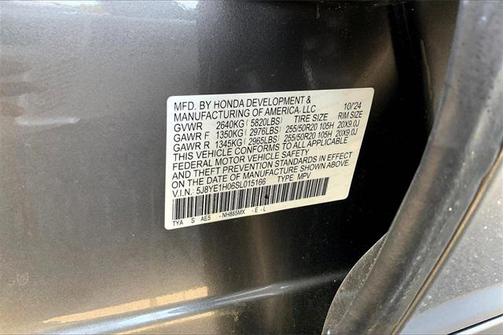 MFD. BY HONDA DEVELOPMENT &
MANUFACTURING OF AMERICA, LLC 10/24
GVWR 2640KG ( 5820LBS) TIRE SIZE RIM SIZE
GAWR F 1350KG ( 2976LBS) 255/50R20 105H 20X9.0J
GAWR R 1345KG ( 2965LBS) 255/50R20 105H 20X9.0J
THIS VEHICLE CONFORMS TO ALL APPLICABLE
FEDERAL MOTOR VEHICLE SAFETY, BUMPER,
AND THEFT PREVENTION STANDARDS IN EFFECT
ON THE DATE OF MANUFACTURE SHOWN ABOVE.
V.I.N.: 5J8YE1H06SL015166 TYPE: MPV
TYA S AES - NH885MX - E - L